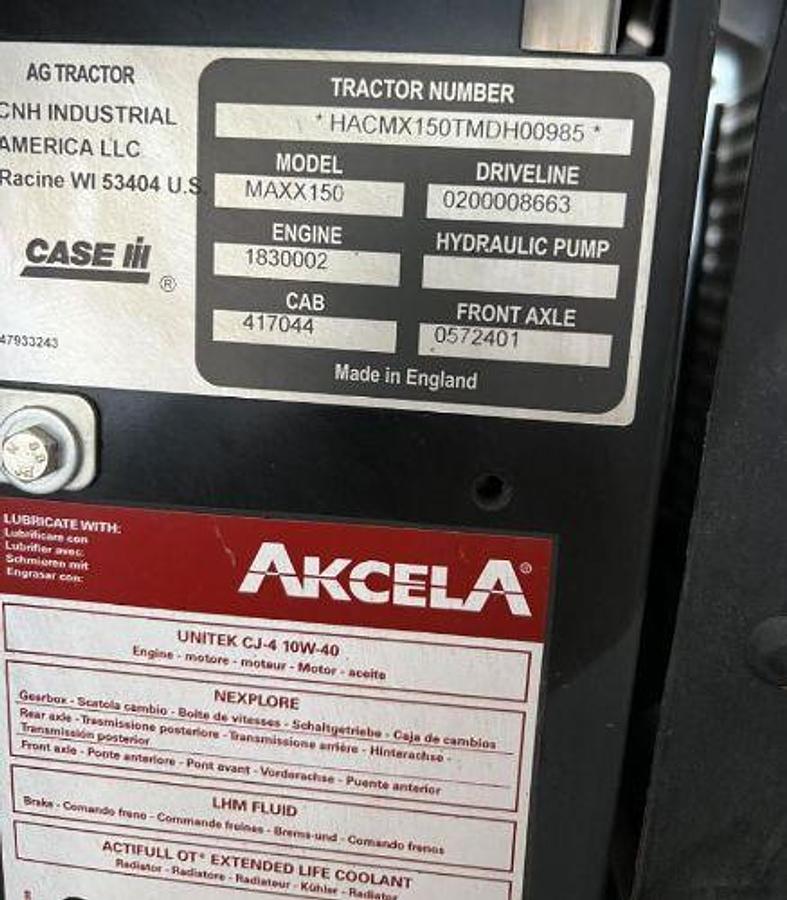 AG TRACTOR
CNH INDUSTRIAL
AMERICA LLC
Racine WI 53404 U.S.
CASE IH
®
47933243
TRACTOR NUMBER
* HACMX150TMDH00985 *
MODEL
MAXX150
DRIVELINE
0200008663
ENGINE
1830002
HYDRAULIC PUMP
CAB
417044
FRONT AXLE
0572401
Made in England
LUBRICATE WITH:
Lubrificare con
Lubrifier avec:
Schmieren mit
Engrasar con:
AKCELA®
UNITEK CJ-4 10W-40
Engine - motore - moteur - Motor - aceite
NEXPLORE
Gearbox - Scatola cambio - Boîte de vitesses - Schaltgetriebe - Caja de cambios
Rear axle - Trasmissione posteriore - Transmissione arrière - Hinterachse -
Transmissión posterior
Front axle - Ponte anteriore - Pont avant - Vorderachse - Puente anterior
LHM FLUID
Brake - Comando freno - Commande freines - Brems-und - Comando frenos
ACTIFULL OT® EXTENDED LIFE COOLANT
Radiator - Radiatore - Radiateur - Kühler - Radiator